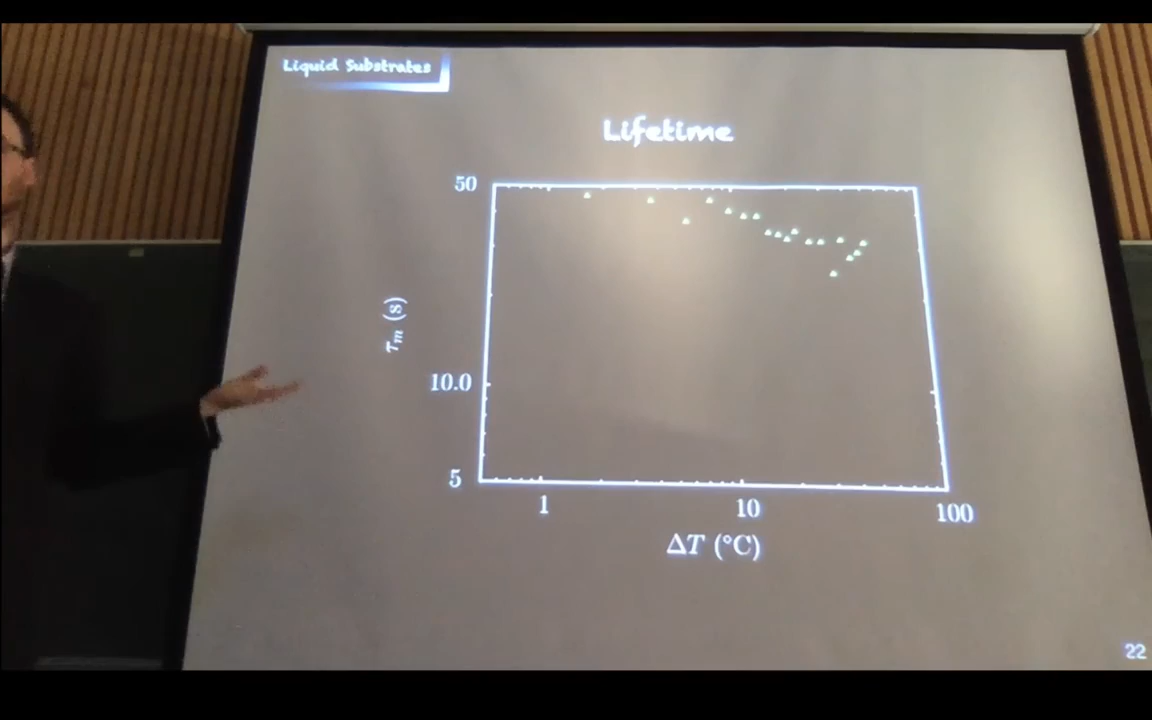 Liquid Substrates
Lifetime
50
τm (s)
10.0
5
1
10
100
ΔT (°C)
22